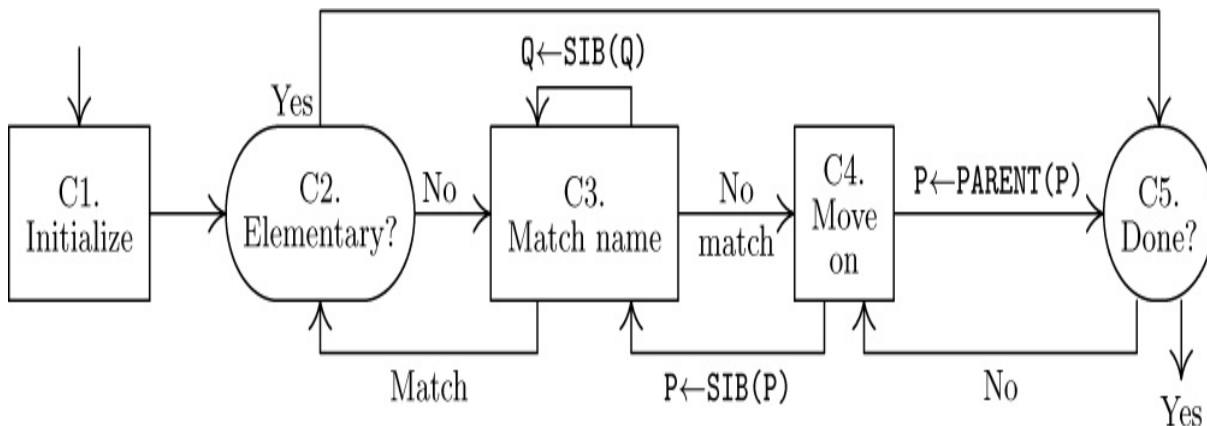 Q←SIB(Q)
Yes
C1.
Initialize
C2.
Elementary?
No
C3.
Match name
No
match
C4.
Move
on
P←PARENT(P)
C5.
Done?
Match
P←SIB(P)
No
Yes